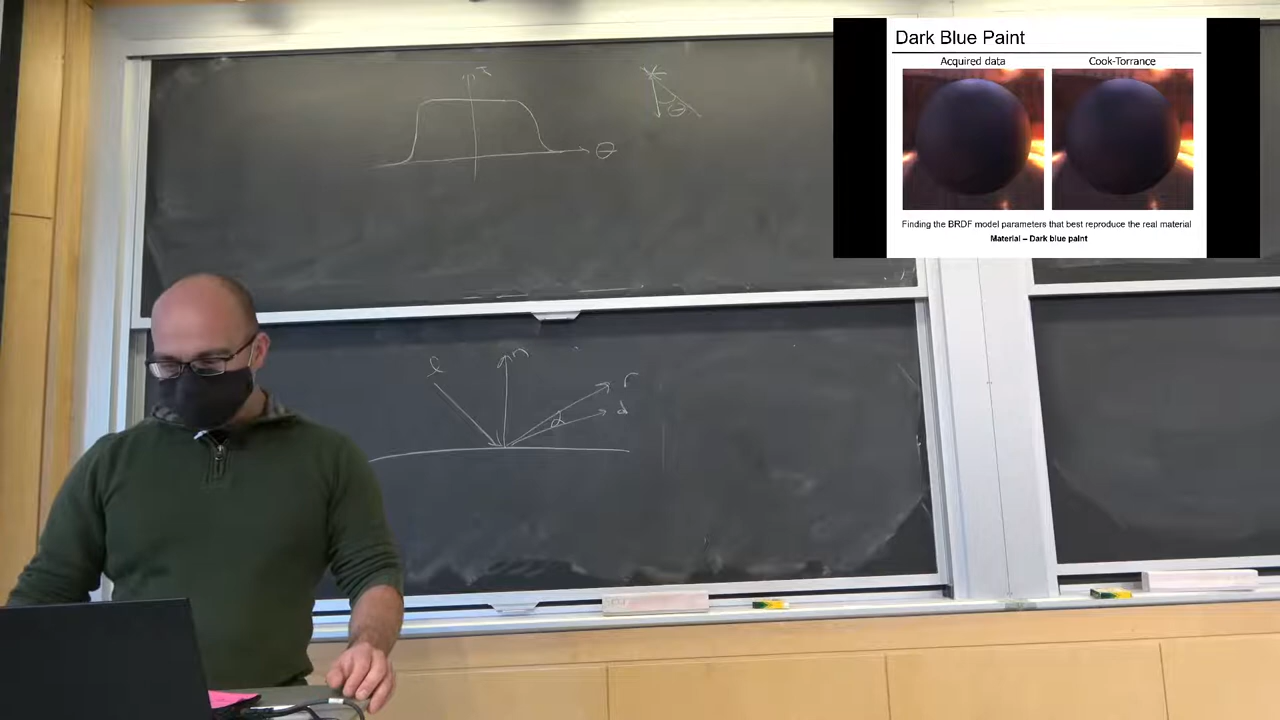 Dark Blue Paint
Acquired data
Cook-Torrance
Finding the BRDF model parameters that best reproduce the real material
Material – Dark blue paint
I
θ
θ
l
n
r
α
d